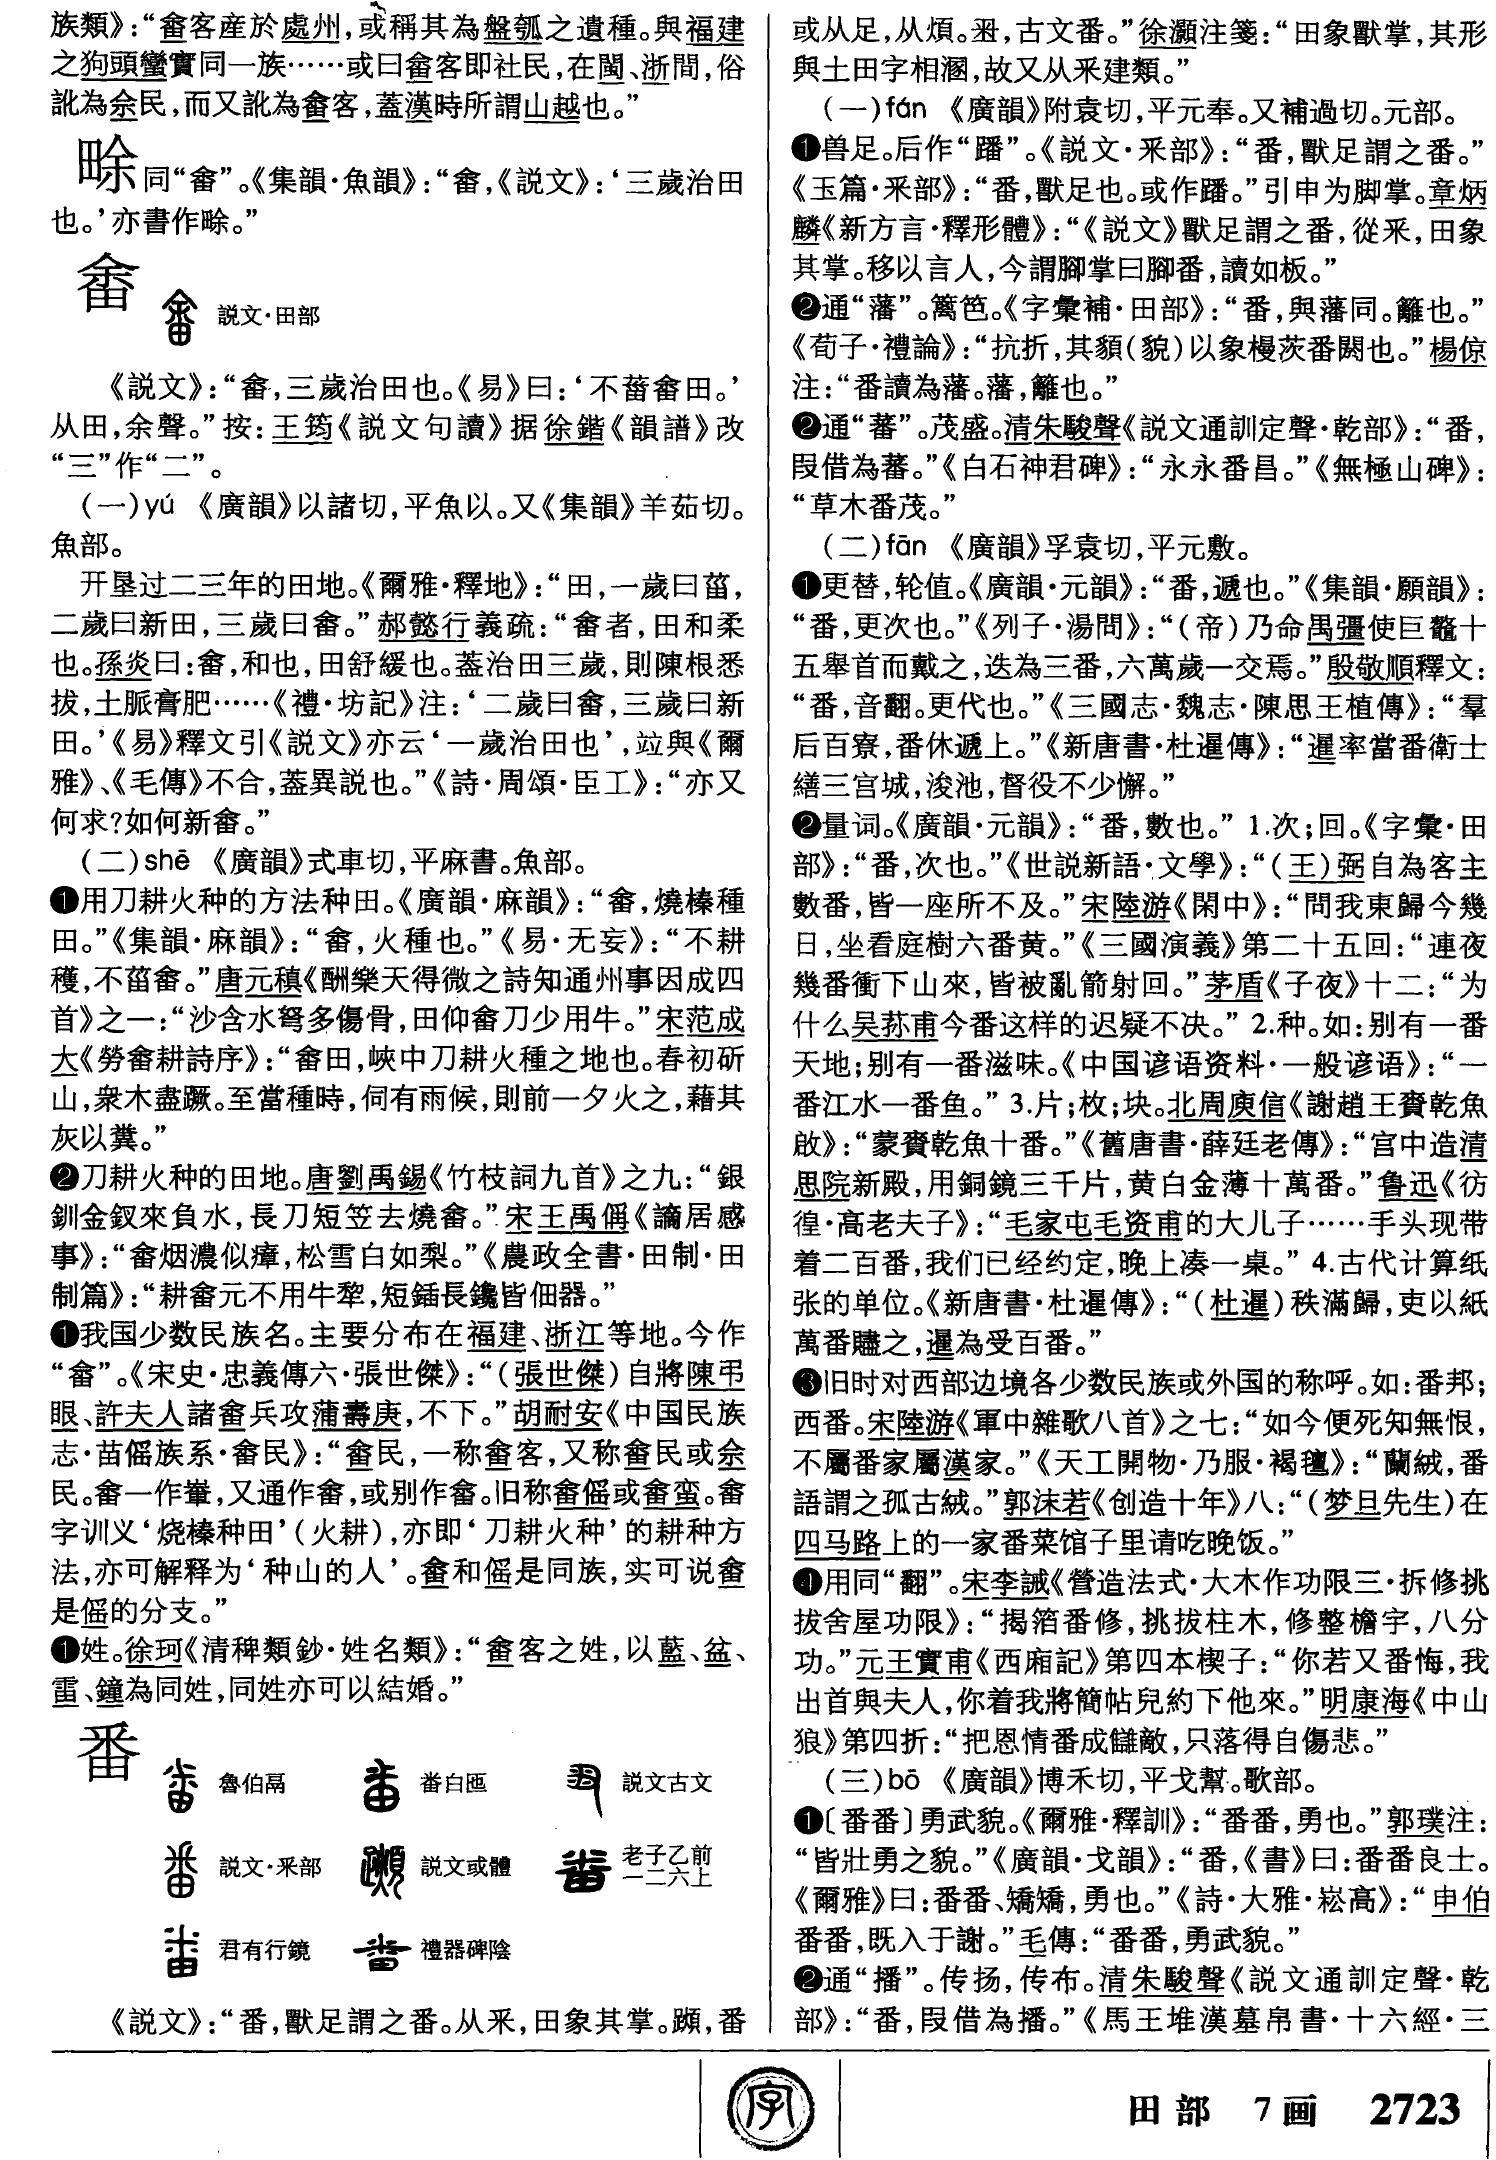 族類》：“畬客産於處州，或稱其為盤瓠之遺種。與福建
之狗頭蠻實同一族……或曰畬客即社民，在閩、浙間，俗
訛為佘民，而又訛為畬客，蓋漢時所謂山越也。”
畭同“畬”。《集韻·魚韻》：“畬，《説文》：‘三歲治田
也。’亦書作畭。”
畬
説文·田部
《説文》：“畬，三歲治田也。《易》曰：‘不葘畬田。’
从田，余聲。”按：王筠《説文句讀》据徐鍇《韻譜》改
“三”作“二”。
（一）yú 《廣韻》以諸切，平魚以。又《集韻》羊茹切。
魚部。
开垦过二三年的田地。《爾雅·釋地》：“田，一歲曰菑，
二歲曰新田，三歲曰畬。”郝懿行義疏：“畬者，田和柔
也。孫炎曰：畬，和也，田舒緩也。葢治田三歲，則陳根悉
拔，土脈膏肥……《禮·坊記》注：‘二歲曰畬，三歲曰新
田。’《易》釋文引《説文》亦云‘一歲治田也’，竝與《爾
雅》、《毛傳》不合，葢異説也。”《詩·周頌·臣工》：“亦又
何求?如何新畬。”
（二）shē 《廣韻》式車切，平麻書。魚部。
❶用刀耕火种的方法种田。《廣韻·麻韻》：“畬，燒榛種
田。”《集韻·麻韻》：“畬，火種也。”《易·无妄》：“不耕
穫，不菑畬。”唐元稹《酬樂天得微之詩知通州事因成四
首》之一：“沙含水弩多傷骨，田仰畬刀少用牛。”宋范成
大《勞畬耕詩序》：“畬田，峽中刀耕火種之地也。春初斫
山，衆木盡蹶。至當種時，伺有雨候，則前一夕火之，藉其
灰以糞。”
❷刀耕火种的田地。唐劉禹錫《竹枝詞九首》之九：“銀
釧金釵來負水，長刀短笠去燒畬。”宋王禹偁《謫居感
事》：“畬烟濃似瘴，松雪白如梨。”《農政全書·田制·田
制篇》：“耕畬元不用牛犂，短鍤長鑱皆佃器。”
❶我国少数民族名。主要分布在福建、浙江等地。今作
“畲”。《宋史·忠義傳六·張世傑》：“（張世傑）自將陳弔
眼、許夫人諸畬兵攻蒲壽庚，不下。”胡耐安《中国民族
志·苗傜族系·畬民》：“畬民，一称畬客，又称畬民或佘
民。畬一作輋，又通作畬，或别作畲。旧称畬傜或畬蛮。畬
字训义‘烧榛种田’（火耕），亦即‘刀耕火种’的耕种方
法，亦可解释为‘种山的人’。畬和傜是同族，实可说畬
是傜的分支。”
❶姓。徐珂《清稗類鈔·姓名類》：“畬客之姓，以藍、盆、
雷、鐘為同姓，同姓亦可以結婚。”
番
魯伯鬲
番白匜
説文古文
説文·釆部
説文或體
老子乙前
一二六上
君有行鏡
禮器碑陰
《説文》：“番，獸足謂之番。从釆，田象其掌。蹞，番
或从足，从煩。𤰇，古文番。”徐灝注箋：“田象獸掌，其形
與土田字相溷，故又从釆建類。”
（一）fán 《廣韻》附袁切，平元奉。又補過切。元部。
❶兽足。后作“蹯”。《説文·釆部》：“番，獸足謂之番。”
《玉篇·釆部》：“番，獸足也。或作蹯。”引申为脚掌。章炳
麟《新方言·釋形體》：“《説文》獸足謂之番，從釆，田象
其掌。移以言人，今謂腳掌曰腳番，讀如板。”
❷通“藩”。篱笆。《字彙補·田部》：“番，與藩同。籬也。”
《荀子·禮論》：“抗折，其䫉（貌）以象槾茨番閼也。”楊倞
注：“番讀為藩。藩，籬也。”
❷通“蕃”。茂盛。清朱駿聲《説文通訓定聲·乾部》：“番，
叚借為蕃。”《白石神君碑》：“永永番昌。”《無極山碑》：
“草木番茂。”
（二）fān 《廣韻》孚袁切，平元敷。
❶更替，轮值。《廣韻·元韻》：“番，遞也。”《集韻·願韻》：
“番，更次也。”《列子·湯問》：“（帝）乃命禺彊使巨鼇十
五舉首而戴之，迭為三番，六萬歲一交焉。”殷敬順釋文：
“番，音翻。更代也。”《三國志·魏志·陳思王植傳》：“羣
后百寮，番休遞上。”《新唐書·杜暹傳》：“暹率當番衛士
繕三宫城，浚池，督役不少懈。”
❷量词。《廣韻·元韻》：“番，數也。” 1.次；回。《字彙·田
部》：“番，次也。”《世説新語·文學》：“（王）弼自為客主
數番，皆一座所不及。”宋陸游《閑中》：“問我東歸今幾
日，坐看庭樹六番黄。”《三國演義》第二十五回：“連夜
幾番衝下山來，皆被亂箭射回。”茅盾《子夜》十二：“为
什么吴荪甫今番这样的迟疑不决。” 2.种。如：别有一番
天地；别有一番滋味。《中国谚语资料·一般谚语》：“一
番江水一番鱼。” 3.片；枚；块。北周庾信《謝趙王賚乾魚
啟》：“蒙賚乾魚十番。”《舊唐書·薛廷老傳》：“宫中造清
思院新殿，用銅鏡三千片，黄白金薄十萬番。”鲁迅《彷
徨·高老夫子》：“毛家屯毛资甫的大儿子……手头现带
着二百番，我们已经约定，晚上凑一桌。” 4.古代计算纸
张的单位。《新唐書·杜暹傳》：“（杜暹）秩滿歸，吏以紙
萬番贐之，暹為受百番。”
❸旧时对西部边境各少数民族或外国的称呼。如：番邦；
西番。宋陸游《軍中雜歌八首》之七：“如今便死知無恨，
不屬番家屬漢家。”《天工開物·乃服·褐氊》：“蘭絨，番
語謂之孤古絨。”郭沫若《创造十年》八：“（梦旦先生）在
四马路上的一家番菜馆子里请吃晚饭。”
❹用同“翻”。宋李誡《營造法式·大木作功限三·拆修挑
拔舍屋功限》：“揭箔番修，挑拔柱木，修整檐宇，八分
功。”元王實甫《西廂記》第四本楔子：“你若又番悔，我
出首與夫人，你着我將簡帖兒約下他來。”明康海《中山
狼》第四折：“把恩情番成讎敵，只落得自傷悲。”
（三）bō 《廣韻》博禾切，平戈幫。歌部。
❶〔番番〕勇武貌。《爾雅·釋訓》：“番番，勇也。”郭璞注：
“皆壯勇之貌。”《廣韻·戈韻》：“番，《書》曰：番番良士。
《爾雅》曰：番番、矯矯，勇也。”《詩·大雅·崧高》：“申伯
番番，既入于謝。”毛傳：“番番，勇武貌。”
❷通“播”。传扬，传布。清朱駿聲《説文通訓定聲·乾
部》：“番，叚借為播。”《馬王堆漢墓帛書·十六經·三
字
田部 7画 2723